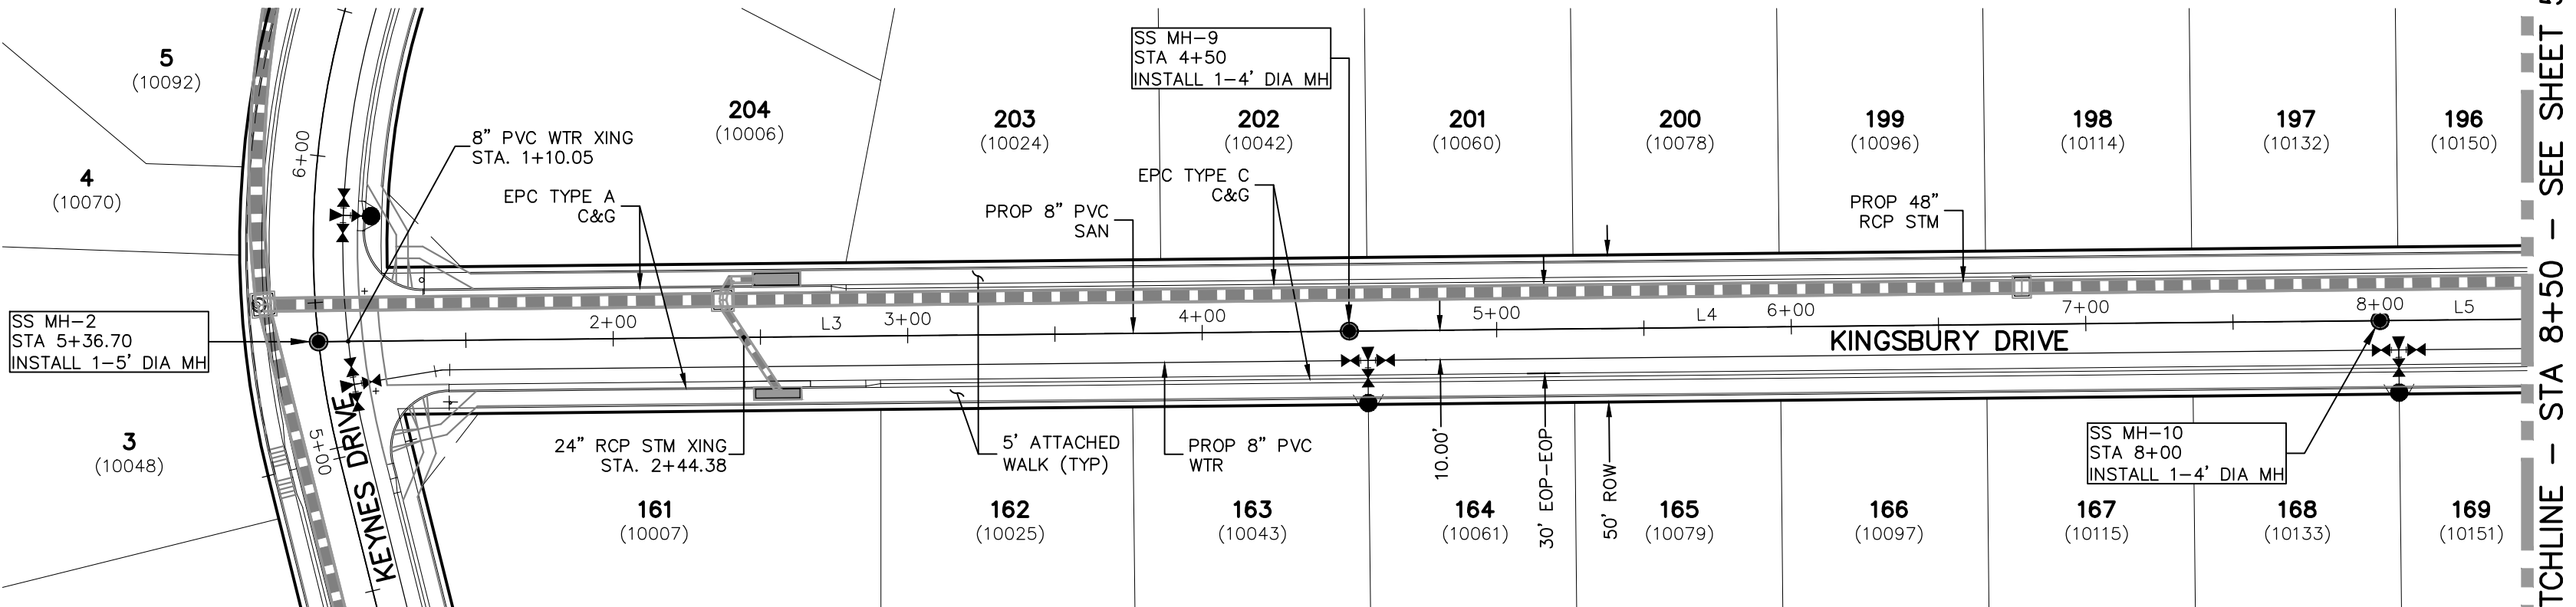 5
(10092)
4
(10070)
3
(10048)
6+00
5+00
KEYNES DRIVE
SS MH-2
STA 5+36.70
INSTALL 1-5' DIA MH
8" PVC WTR XING
STA. 1+10.05
EPC TYPE A
C&G
204
(10006)
203
(10024)
SS MH-9
STA 4+50
INSTALL 1-4' DIA MH
202
(10042)
EPC TYPE C
C&G
PROP 8" PVC
SAN
201
(10060)
200
(10078)
199
(10096)
198
(10114)
197
(10132)
196
(10150)
PROP 48"
RCP STM
2+00
L3
3+00
4+00
5+00
L4
6+00
7+00
8+00
L5
KINGSBURY DRIVE
24" RCP STM XING
STA. 2+44.38
5' ATTACHED
WALK (TYP)
PROP 8" PVC
WTR
10.00'
30' EOP-EOP
50' ROW
SS MH-10
STA 8+00
INSTALL 1-4' DIA MH
161
(10007)
162
(10025)
163
(10043)
164
(10061)
165
(10079)
166
(10097)
167
(10115)
168
(10133)
169
(10151)
TCHLINE - STA 8+50 - SEE SHEET